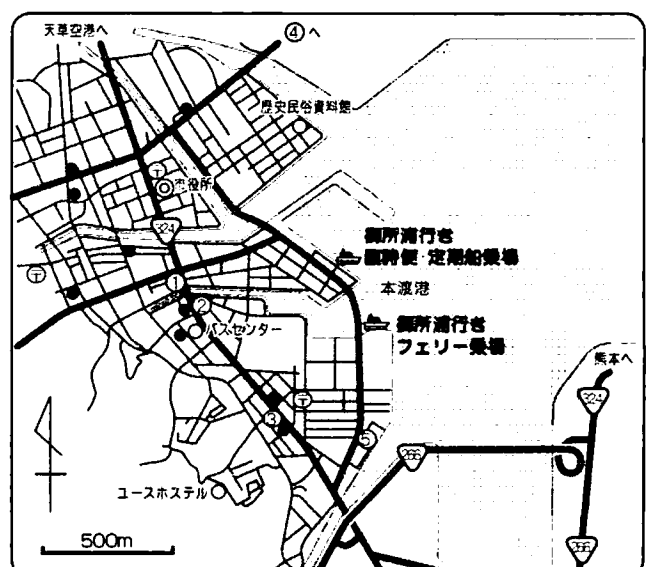 天草空港へ
④へ
歴史民俗資料館
〒
市役所
324
御所浦行き
臨時便・定期船乗場
本渡港
〒
①
②
バスセンター
御所浦行き
フェリー乗場
熊本へ
324
〒
③
⑤
266
ユースホステル
266
500m